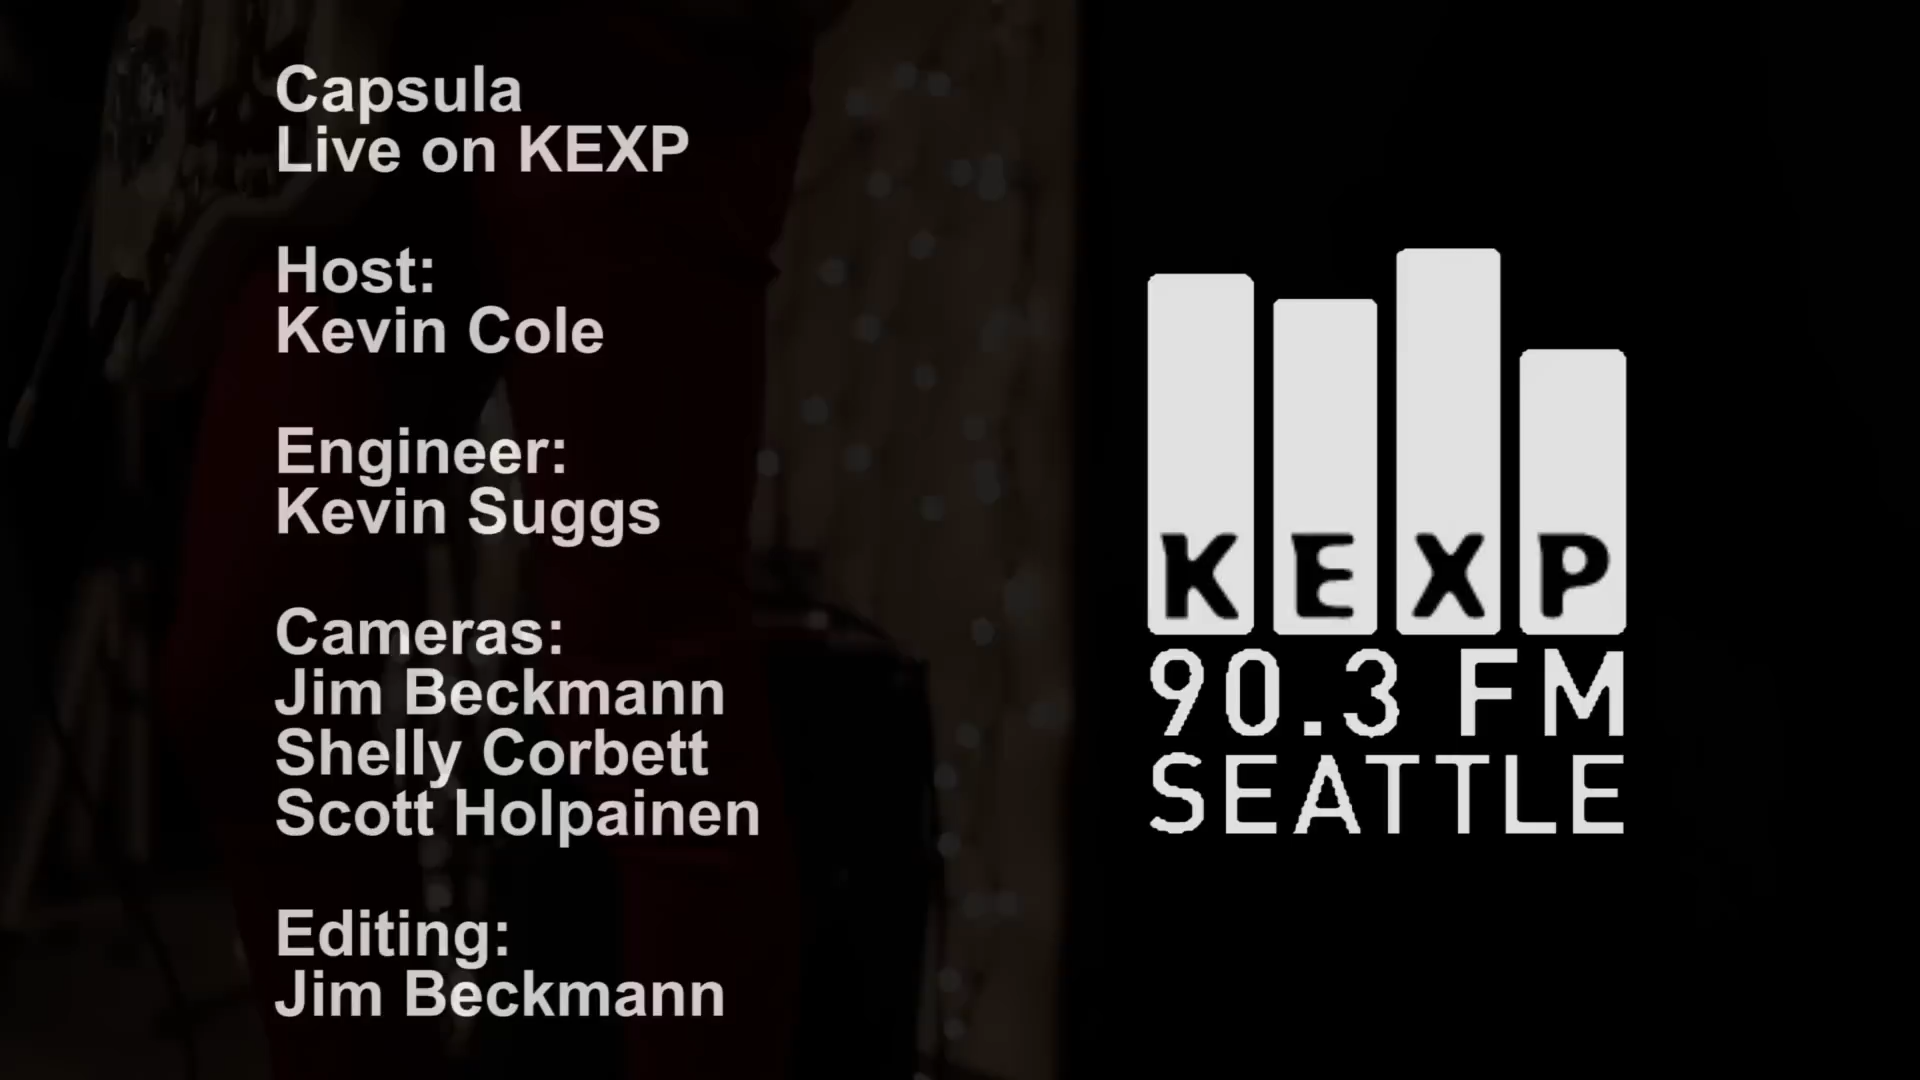 Capsula
Live on KEXP
Host:
Kevin Cole
Engineer:
Kevin Suggs
Cameras:
Jim Beckmann
Shelly Corbett
Scott Holpainen
Editing:
Jim Beckmann
KEXP
90.3 FM
SEATTLE